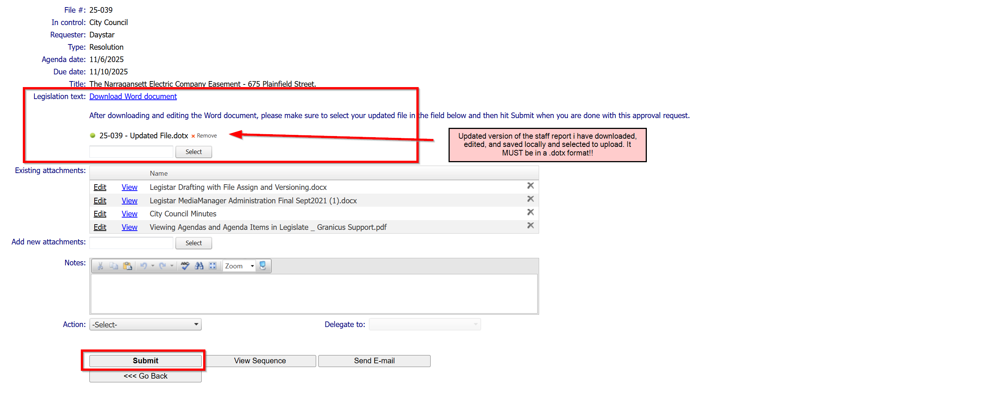 File #: 25-039
In control: City Council
Requester: Daystar
Type: Resolution
Agenda date: 11/6/2025
Due date: 11/10/2025
Title: The Narragansett Electric Company Easement - 675 Plainfield Street.
Legislation text: Download Word document
After downloading and editing the Word document, please make sure to select your updated file in the field below and then hit Submit when you are done with this approval request.
25-039 - Updated File.dotx Remove
Select
Updated version of the staff report i have downloaded,
edited, and saved locally and selected to upload. It
MUST be in a .dotx format!!
Existing attachments:
Name
Edit View Legistar Drafting with File Assign and Versioning.docx
Edit View Legistar MediaManager Administration Final Sept2021 (1).docx
Edit View City Council Minutes
Edit View Viewing Agendas and Agenda Items in Legislate _ Granicus Support.pdf
Add new attachments: Select
Notes:
ABC Zoom
Action: -Select- Delegate to:
Submit View Sequence Send E-mail
<<< Go Back